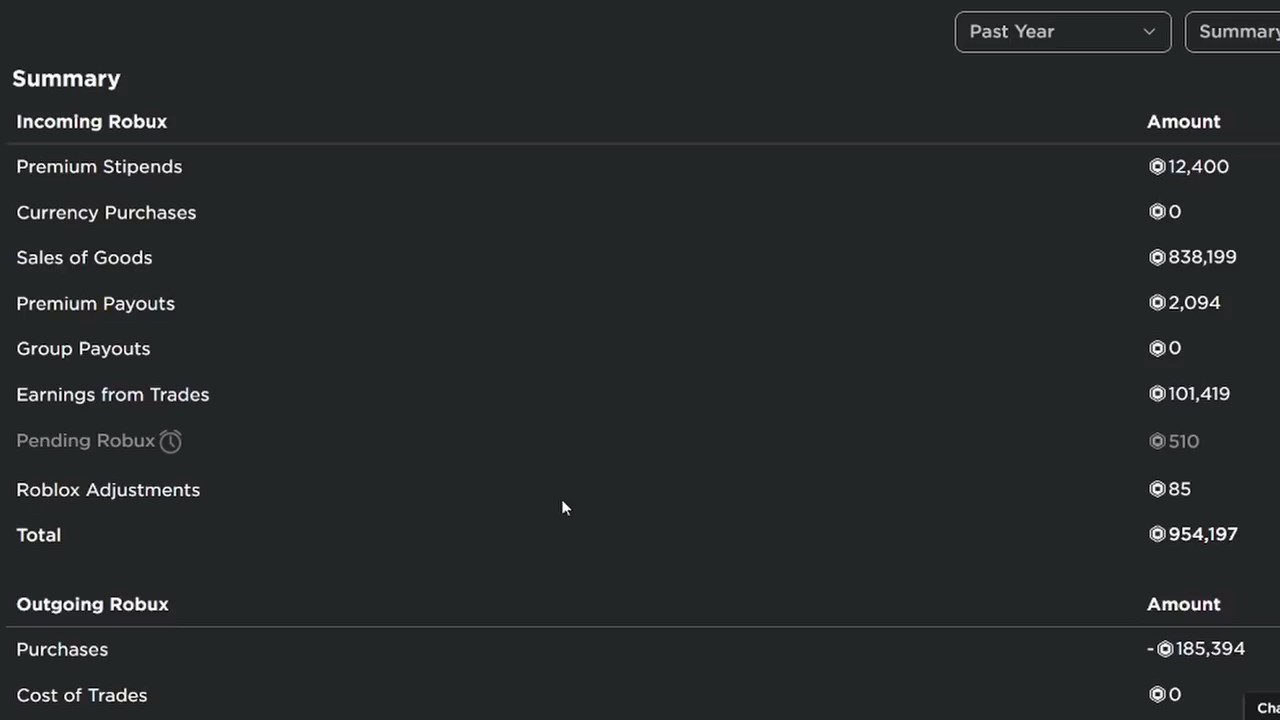 Past Year Summary
Summary
Incoming Robux Amount
Premium Stipends 12,400
Currency Purchases 0
Sales of Goods 838,199
Premium Payouts 2,094
Group Payouts 0
Earnings from Trades 101,419
Pending Robux 510
Roblox Adjustments 85
Total 954,197
Outgoing Robux Amount
Purchases -185,394
Cost of Trades 0
Cha